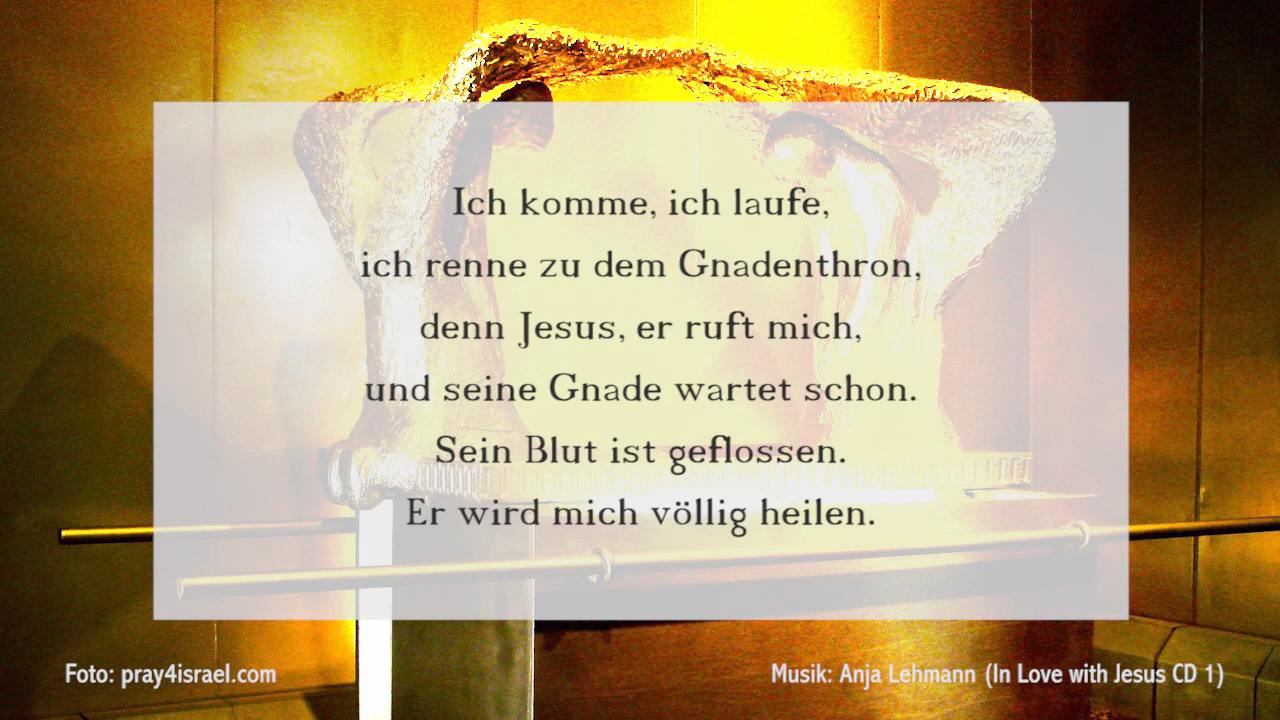 Ich komme, ich laufe,
ich renne zu dem Gnadenthron,
denn Jesus, er ruft mich,
und seine Gnade wartet schon.
Sein Blut ist geflossen.
Er wird mich völlig heilen.
Foto: pray4israel.com
Musik: Anja Lehmann (In Love with Jesus CD 1)